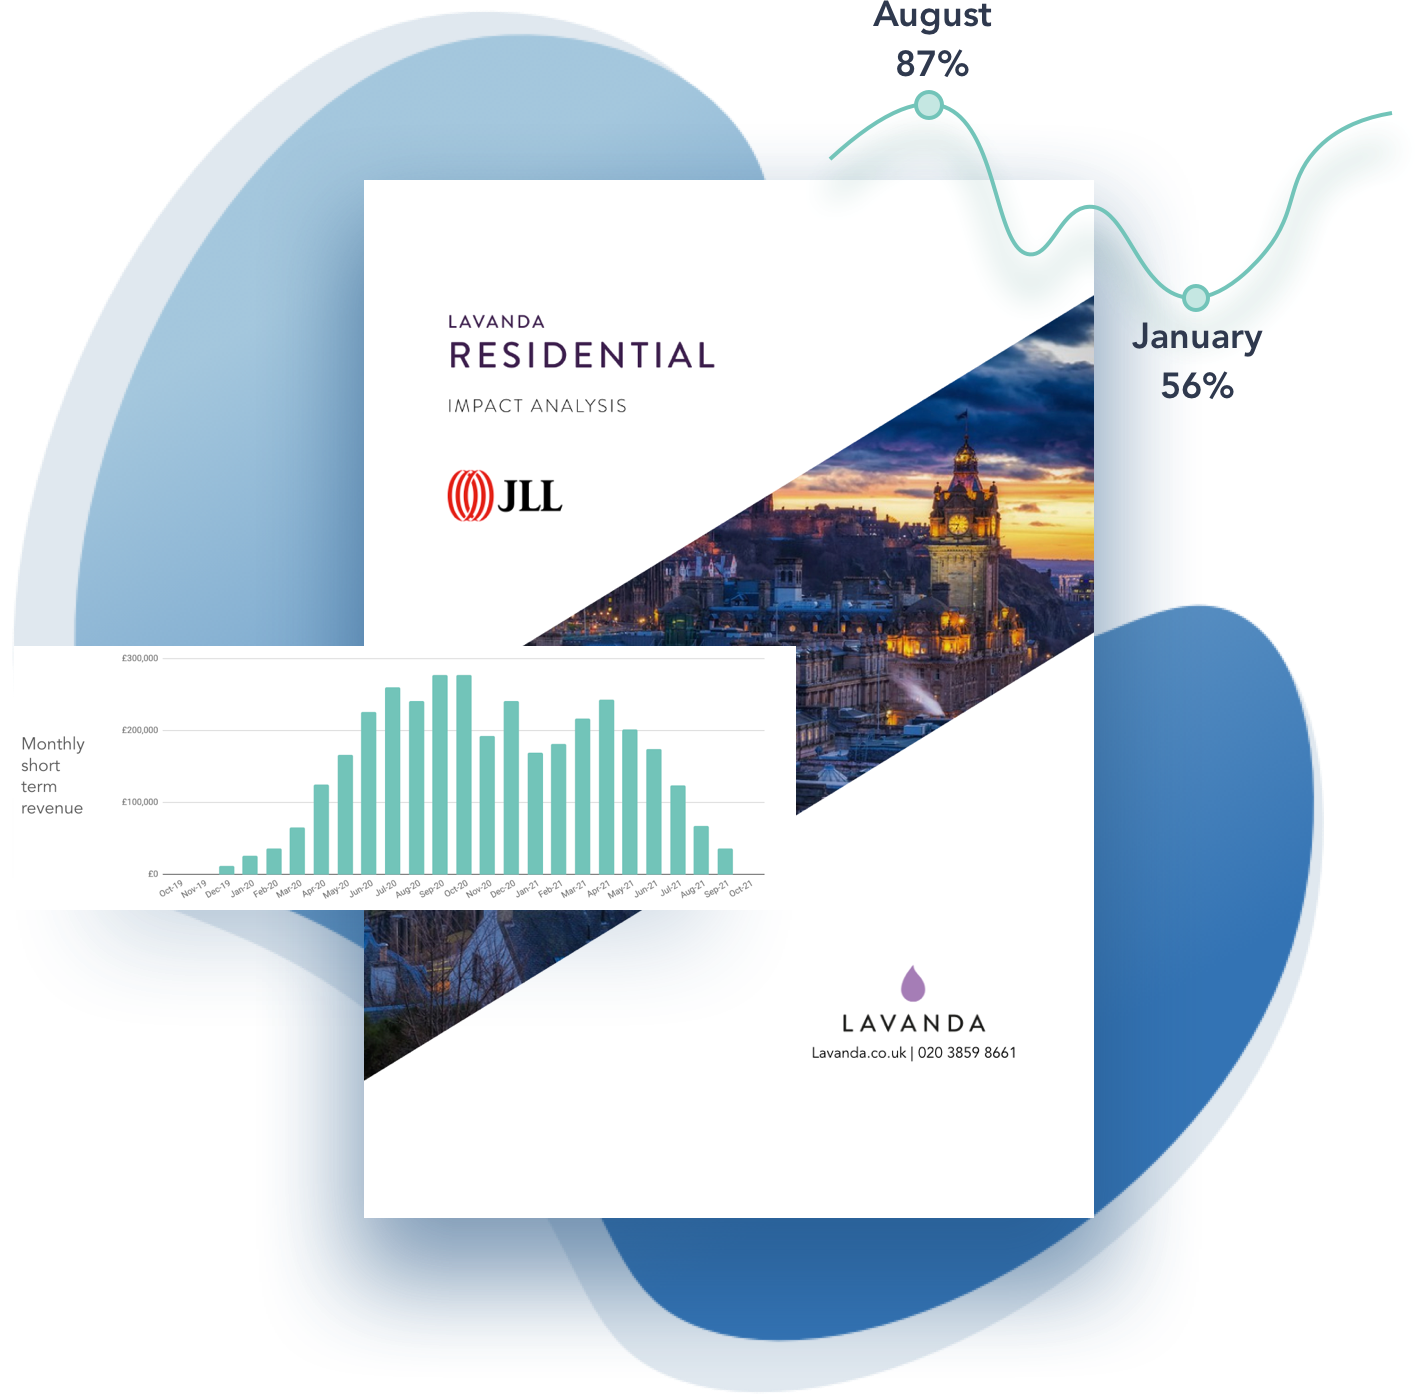 August
87%
January
56%
LAVANDA
RESIDENTIAL
IMPACT ANALYSIS
JLL
Monthly
short
term
revenue
£300,000
£200,000
£100,000
£0
Oct-19 Nov-19 Dec-19 Jan-20 Feb-20 Mar-20 Apr-20 May-20 Jun-20 Jul-20 Aug-20 Sep-20 Oct-20 Nov-20 Dec-20 Jan-21 Feb-21 Mar-21 Apr-21 May-21 Jun-21 Jul-21 Aug-21 Sep-21 Oct-21
LAVANDA
Lavanda.co.uk | 020 3859 8661